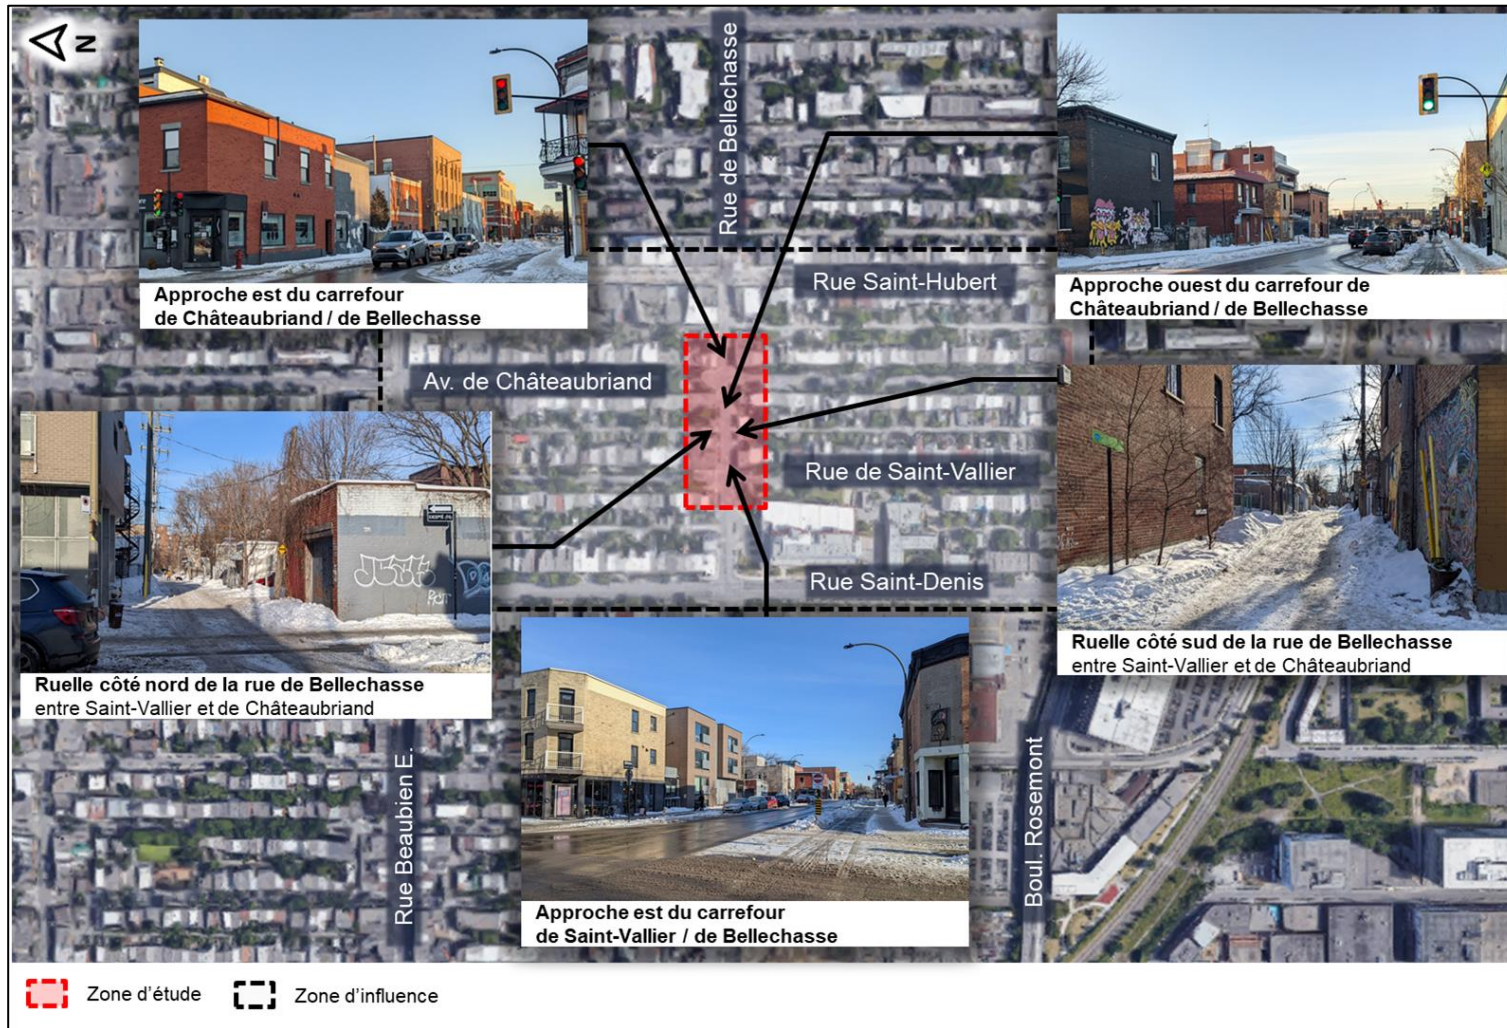 N
Rue de Bellechasse
Approche est du carrefour
de Châteaubriand / de Bellechasse
Approche ouest du carrefour de
Châteaubriand / de Bellechasse
Rue Saint-Hubert
Av. de Châteaubriand
Rue de Saint-Vallier
Rue Saint-Denis
Ruelle côté nord de la rue de Bellechasse
entre Saint-Vallier et de Châteaubriand
Ruelle côté sud de la rue de Bellechasse
entre Saint-Vallier et de Châteaubriand
Rue Beaubien E.
Boul. Rosemont
Approche est du carrefour
de Saint-Vallier / de Bellechasse
Zone d'étude
Zone d'influence